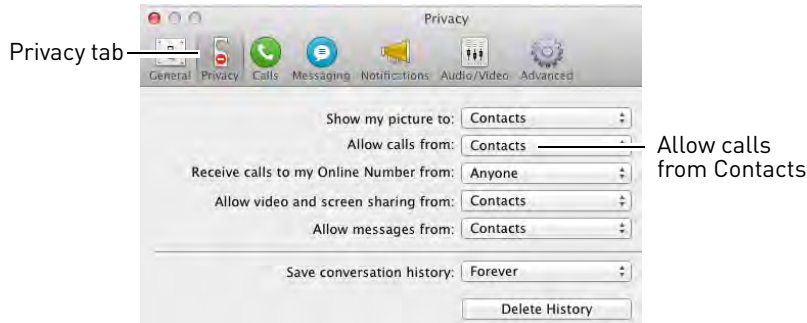 Privacy
Privacy tab
General Privacy Calls Messaging Notifications Audio/Video Advanced
Show my picture to: Contacts
Allow calls from: Contacts
Allow calls
from Contacts
Receive calls to my Online Number from: Anyone
Allow video and screen sharing from: Contacts
Allow messages from: Contacts
Save conversation history: Forever
Delete History